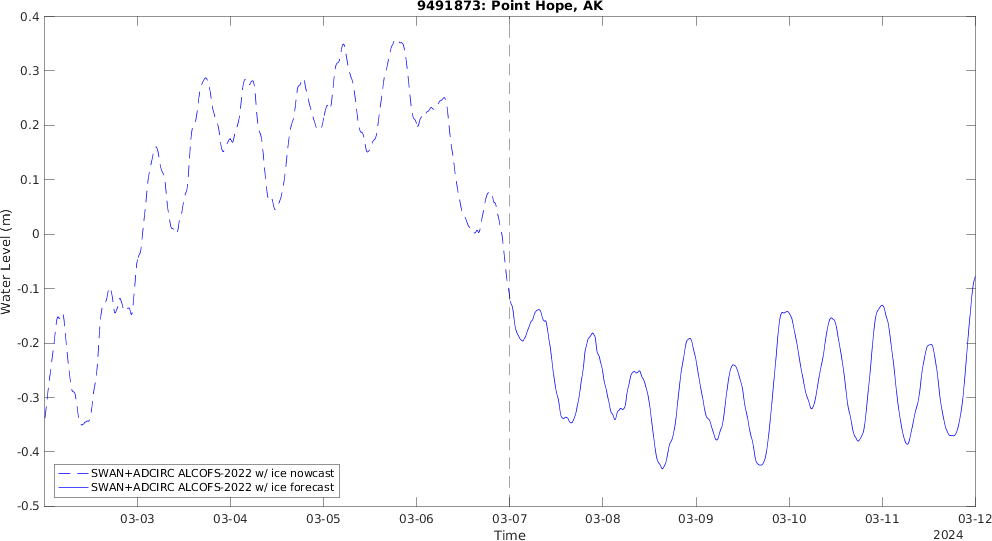 9491873: Point Hope, AK
0.4
0.3
0.2
0.1
0
-0.1
-0.2
-0.3
-0.4
-0.5
Water Level (m)
SWAN+ADCIRC ALCOFS-2022 w/ ice nowcast
SWAN+ADCIRC ALCOFS-2022 w/ ice forecast
03-03 03-04 03-05 03-06 03-07 03-08 03-09 03-10 03-11 03-12
Time
2024